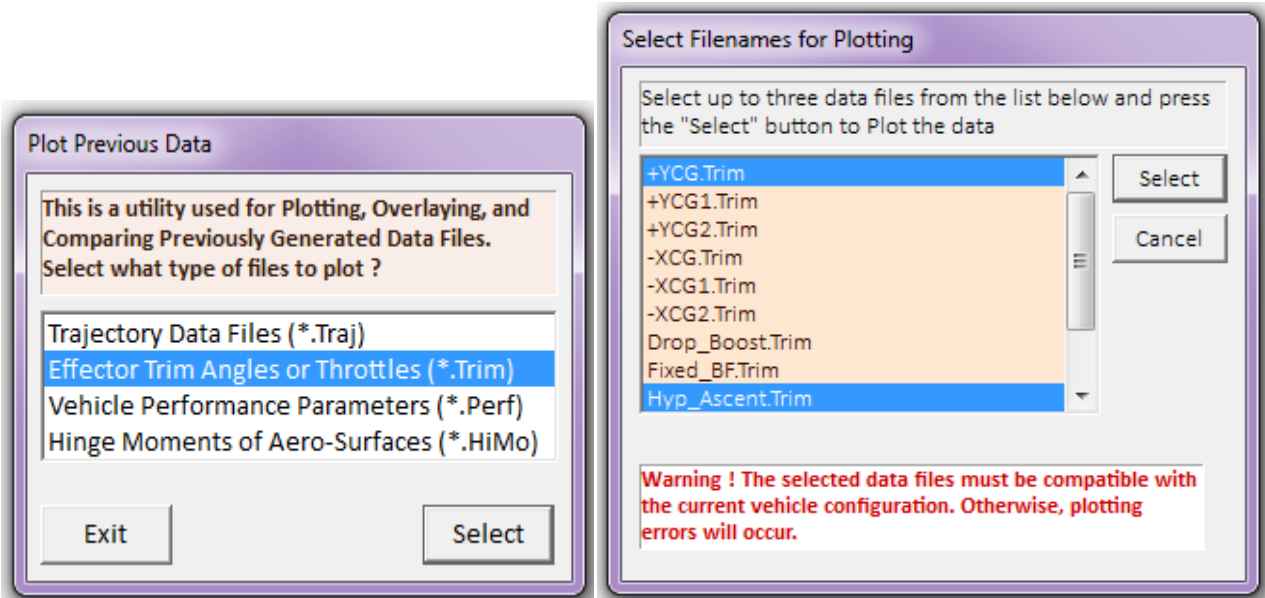 Plot Previous Data
This is a utility used for Plotting, Overlaying, and
Comparing Previously Generated Data Files.
Select what type of files to plot ?
Trajectory Data Files (*.Traj)
Effector Trim Angles or Throttles (*.Trim)
Vehicle Performance Parameters (*.Perf)
Hinge Moments of Aero-Surfaces (*.HiMo)
Exit
Select
Select Filenames for Plotting
Select up to three data files from the list below and press
the "Select" button to Plot the data
+YCG.Trim
+YCG1.Trim
+YCG2.Trim
-XCG.Trim
-XCG1.Trim
-XCG2.Trim
Drop_Boost.Trim
Fixed_BF.Trim
Hyp_Ascent.Trim
Select
Cancel
Warning ! The selected data files must be compatible with
the current vehicle configuration. Otherwise, plotting
errors will occur.